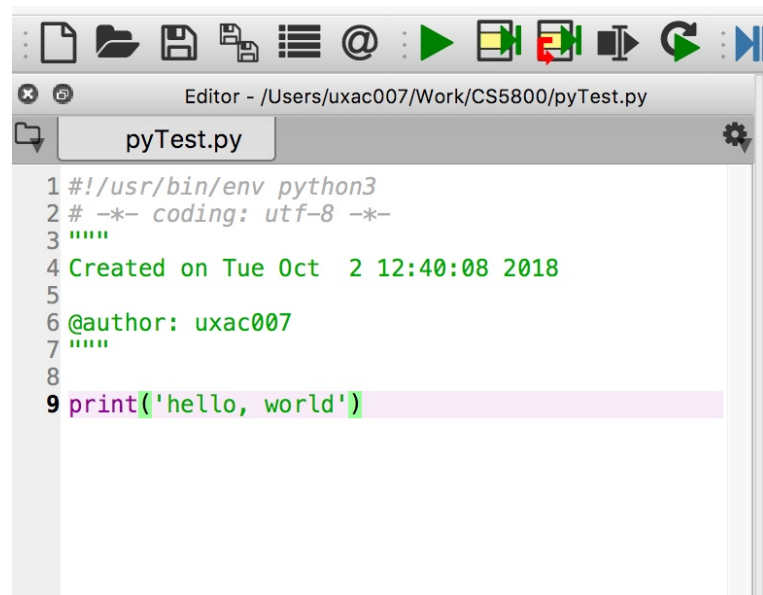 Editor - /Users/uxac007/Work/CS5800/pyTest.py
pyTest.py
1 #!/usr/bin/env python3
2 # -*- coding: utf-8 -*-
3 """
4 Created on Tue Oct  2 12:40:08 2018
5
6 @author: uxac007
7 """
8
9 print('hello, world')